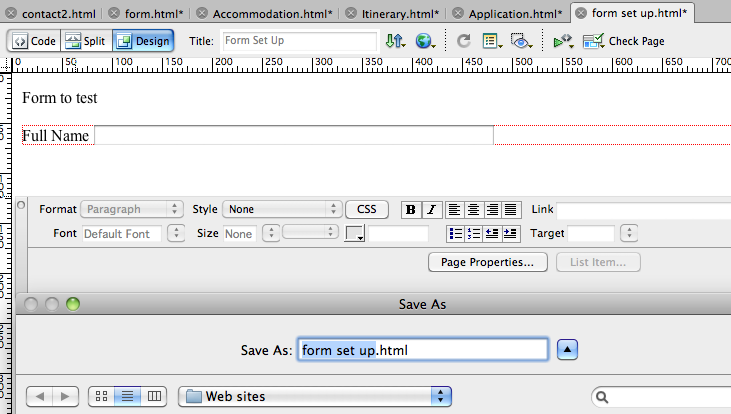 contact2.html form.html* Accommodation.html* Itinerary.html* Application.html* form set up.html*
Code Split Design Title: Form Set Up Check Page
0 50 100 150 200 250 300 350 400 450 500 550 600 650 700
Form to test
Full Name
Format Paragraph Style None CSS B I Link
Font Default Font Size None Target
Page Properties... List Item...
Save As
Save As: form set up.html
Web sites